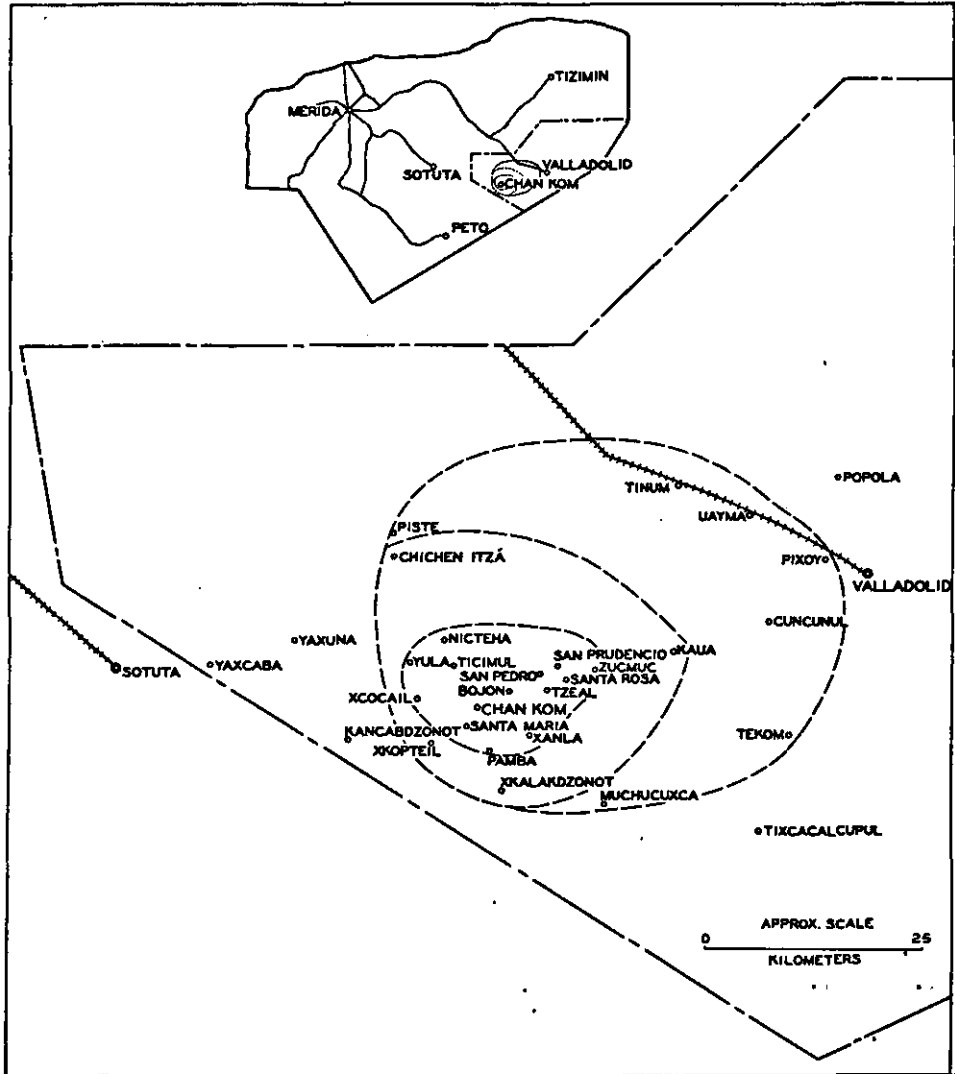 TIZIMIN
MERIDA
SOTUTA
VALLADOLID
CHAN KOM
PETO
POPOLA
TINUM
UAYMA
PISTE
CHICHEN ITZÁ
PIXOY
VALLADOLID
CUNCUNUL
YAXUNA
NICTEHA
KAUA
SAN PRUDENCIO
YAXCABA
YULA
TICIMUL
ZUCMUC
SOTUTA
SAN PEDRO
SANTA ROSA
BOJON
TZEAL
XCOCAIL
CHAN KOM
SANTA MARIA
KANCABDZONOT
XANLA
TEKOM
XKOPTEIL
PAMBA
XKALAKDZONOT
MUCHUCUXCA
TIXCACALCUPUL
APPROX. SCALE
0 25
KILOMETERS